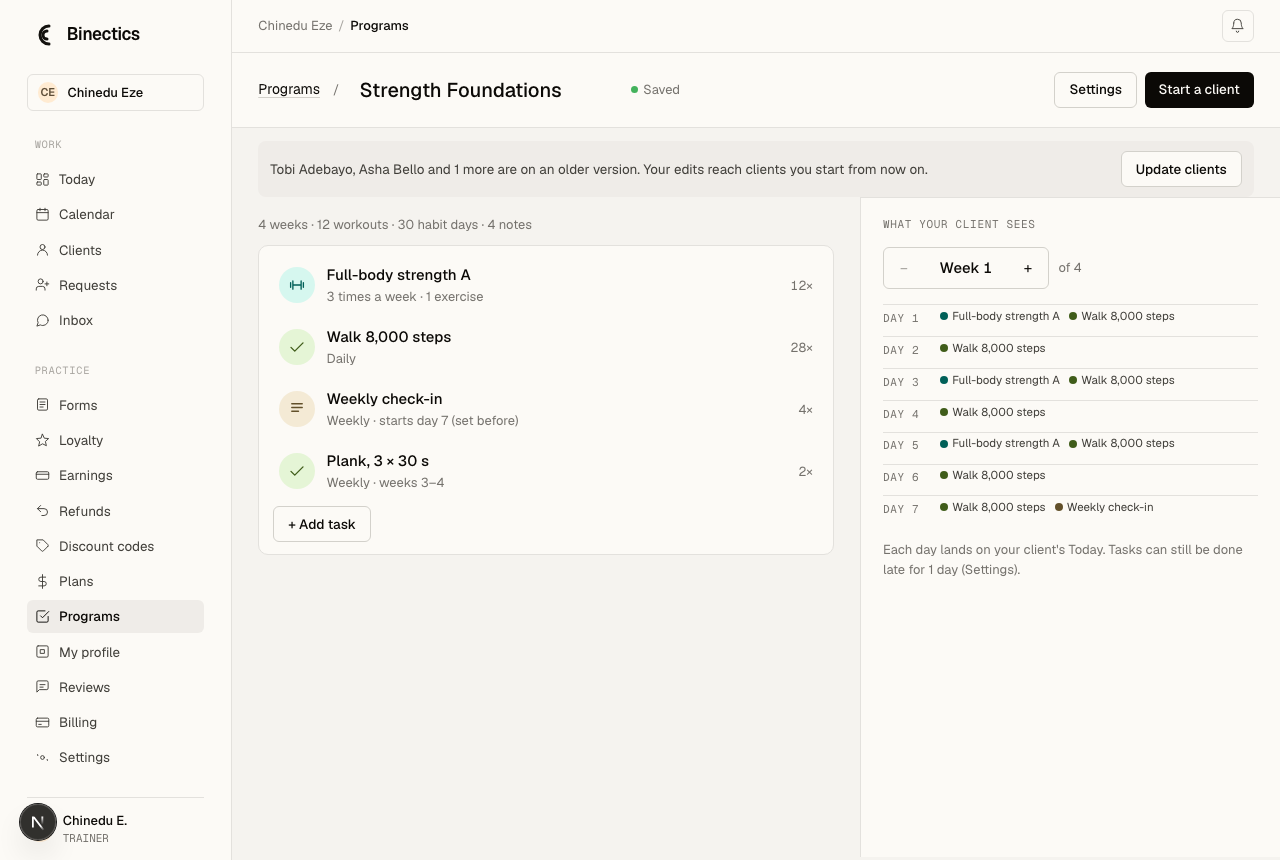 Binectics
CE Chinedu Eze
WORK
Today
Calendar
Clients
Requests
Inbox
PRACTICE
Forms
Loyalty
Earnings
Refunds
Discount codes
Plans
Programs
My profile
Reviews
Billing
Settings
N
Chinedu E.
TRAINER
Chinedu Eze / Programs
Programs / Strength Foundations
Saved
Settings
Start a client
Tobi Adebayo, Asha Bello and 1 more are on an older version. Your edits reach clients you start from now on.
Update clients
4 weeks · 12 workouts · 30 habit days · 4 notes
Full-body strength A
3 times a week · 1 exercise
12×
Walk 8,000 steps
Daily
28×
Weekly check-in
Weekly · starts day 7 (set before)
4×
Plank, 3 × 30 s
Weekly · weeks 3–4
2×
+ Add task
WHAT YOUR CLIENT SEES
− Week 1 + of 4
DAY 1 Full-body strength A Walk 8,000 steps
DAY 2 Walk 8,000 steps
DAY 3 Full-body strength A Walk 8,000 steps
DAY 4 Walk 8,000 steps
DAY 5 Full-body strength A Walk 8,000 steps
DAY 6 Walk 8,000 steps
DAY 7 Walk 8,000 steps Weekly check-in
Each day lands on your client's Today. Tasks can still be done
late for 1 day (Settings).